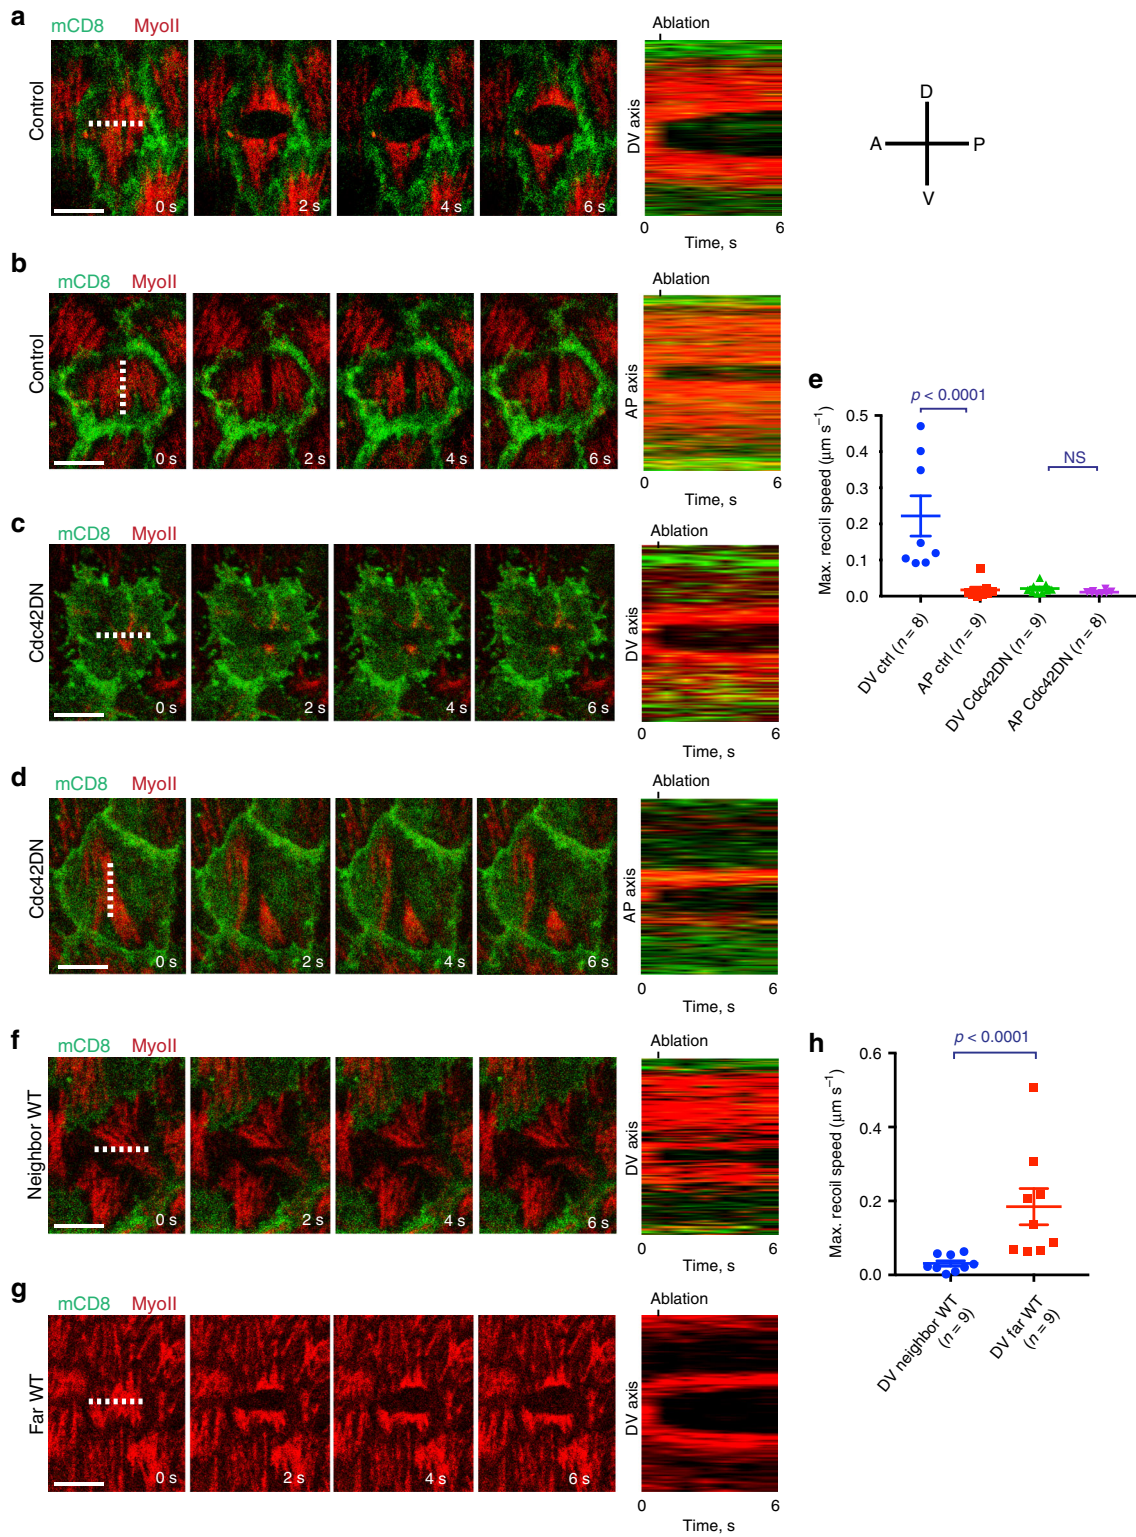 a
mCD8 MyoII
Control
0 s
2 s
4 s
6 s
Ablation
DV axis
0 6
Time, s
D
A P
V
b
mCD8 MyoII
Control
0 s
2 s
4 s
6 s
Ablation
AP axis
0 6
Time, s
c
mCD8 MyoII
Cdc42DN
0 s
2 s
4 s
6 s
Ablation
DV axis
0 6
Time, s
d
mCD8 MyoII
Cdc42DN
0 s
2 s
4 s
6 s
Ablation
AP axis
0 6
Time, s
e
p < 0.0001
NS
Max. recoil speed (μm s⁻¹)
0.5
0.4
0.3
0.2
0.1
0.0
DV ctrl (n = 8)
AP ctrl (n = 9)
DV Cdc42DN (n = 9)
AP Cdc42DN (n = 8)
f
mCD8 MyoII
Neighbor WT
0 s
2 s
4 s
6 s
Ablation
DV axis
0 6
Time, s
g
mCD8 MyoII
Far WT
0 s
2 s
4 s
6 s
Ablation
DV axis
0 6
Time, s
h
p < 0.0001
Max. recoil speed (μm s⁻¹)
0.6
0.4
0.2
0.0
DV neighbor WT
(n = 9)
DV far WT
(n = 9)